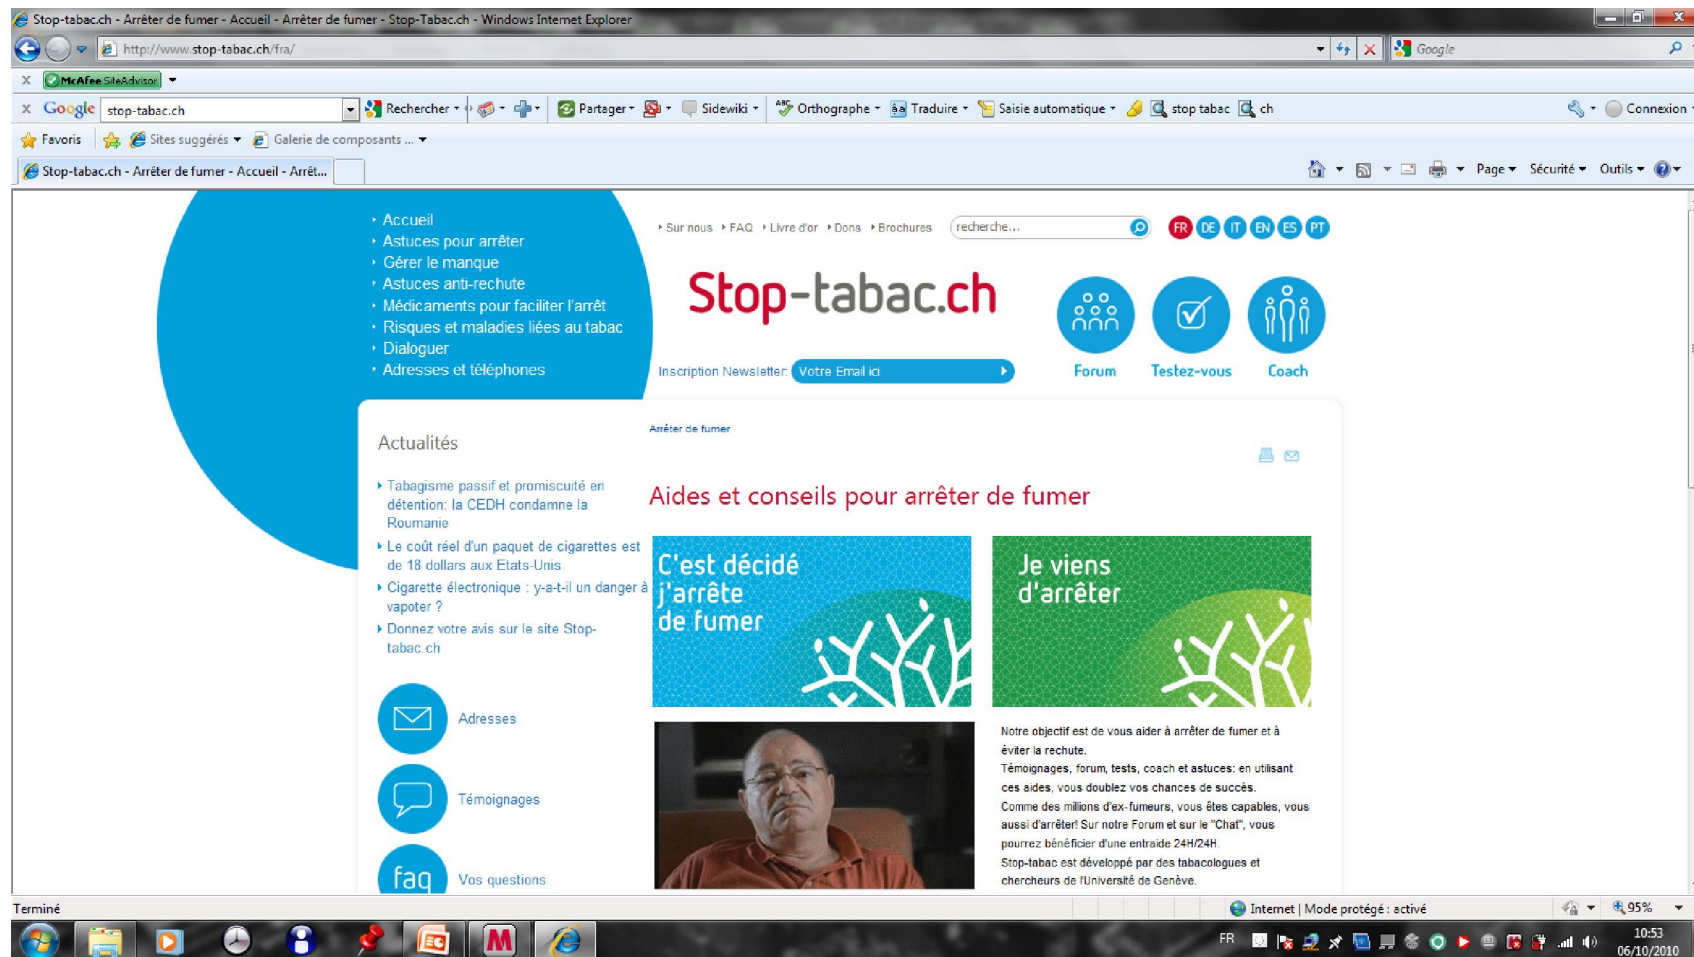 Stop-tabac.ch - Arrêter de fumer - Accueil - Arrêter de fumer - Stop-Tabac.ch - Windows Internet Explorer
http://www.stop-tabac.ch/fra/
Google
X McAfee SiteAdvisor
x Google stop-tabac.ch Rechercher Partager Sidewiki Orthographe Traduire Saisie automatique stop tabac ch Connexion
Favoris Sites suggérés Galerie de composants ...
Stop-tabac.ch - Arrêter de fumer - Accueil - Arrêt... Page Sécurité Outils
Accueil
Astuces pour arrêter
Gérer le manque
Astuces anti-rechute
Médicaments pour faciliter l'arrêt
Risques et maladies liées au tabac
Dialoguer
Adresses et téléphones
Sur nous FAQ Livre d'or Dons Brochures recherche... FR DE IT EN ES PT
Stop-tabac.ch
Inscription Newsletter: Votre Email ici
Forum Testez-vous Coach
Actualités
Tabagisme passif et promiscuité en
détention: la CEDH condamne la
Roumanie
Le coût réel d'un paquet de cigarettes est
de 18 dollars aux Etats-Unis
Cigarette électronique : y-a-t-il un danger à
vapoter ?
Donnez votre avis sur le site Stop-
tabac.ch
Adresses
Témoignages
faq Vos questions
Arrêter de fumer
Aides et conseils pour arrêter de fumer
C'est décidé
j'arrête
de fumer
Je viens
d'arrêter
Notre objectif est de vous aider à arrêter de fumer et à
éviter la rechute.
Témoignages, forum, tests, coach et astuces: en utilisant
ces aides, vous doublez vos chances de succès.
Comme des millions d'ex-fumeurs, vous êtes capables, vous
aussi d'arrêter! Sur notre Forum et sur le "Chat", vous
pourrez bénéficier d'une entraide 24H/24H.
Stop-tabac est développé par des tabacologues et
chercheurs de l'Université de Genève.
Terminé Internet | Mode protégé : activé 95%
FR 10:53
06/10/2010